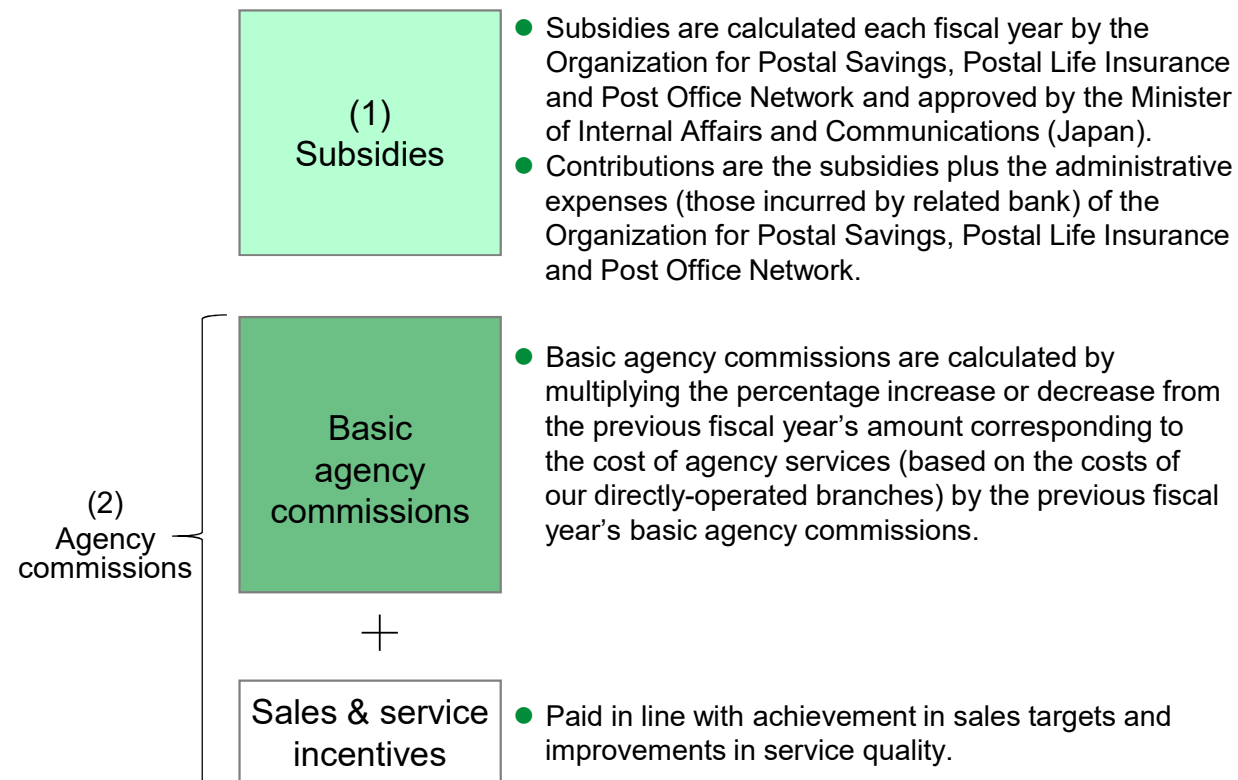 (1)
Subsidies
● Subsidies are calculated each fiscal year by the
Organization for Postal Savings, Postal Life Insurance
and Post Office Network and approved by the Minister
of Internal Affairs and Communications (Japan).
● Contributions are the subsidies plus the administrative
expenses (those incurred by related bank) of the
Organization for Postal Savings, Postal Life Insurance
and Post Office Network.
(2)
Agency
commissions
Basic
agency
commissions
● Basic agency commissions are calculated by
multiplying the percentage increase or decrease from
the previous fiscal year’s amount corresponding to
the cost of agency services (based on the costs of
our directly-operated branches) by the previous fiscal
year’s basic agency commissions.
+
Sales & service
incentives
● Paid in line with achievement in sales targets and
improvements in service quality.